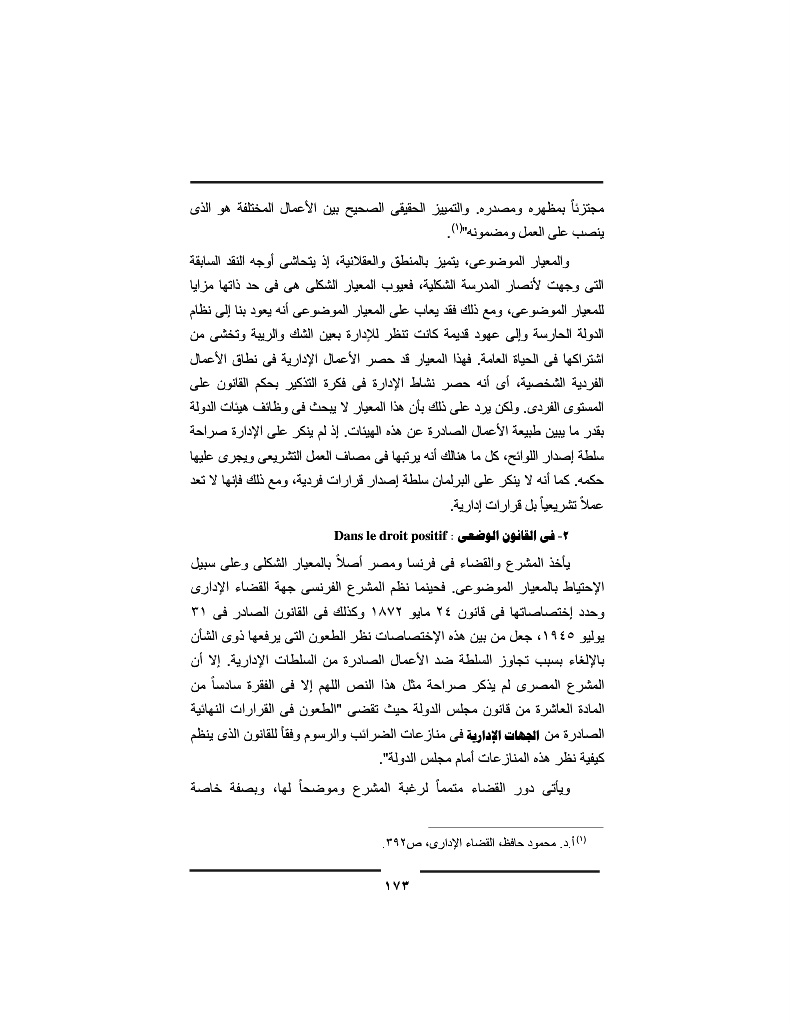 مجتزئاً بمظهره ومصدره. والتمييز الحقيقى الصحيح بين الأعمال المختلفة هو الذى
ينصب على العمل ومضمونه"(١).
والمعيار الموضوعى، يتميز بالمنطق والعقلانية، إذ يتحاشى أوجه النقد السابقة
التى وجهت لأنصار المدرسة الشكلية، فعيوب المعيار الشكلى هى فى حد ذاتها مزايا
للمعيار الموضوعى، ومع ذلك فقد يعاب على المعيار الموضوعى أنه يعود بنا إلى نظام
الدولة الحارسة وإلى عهود قديمة كانت تنظر للإدارة بعين الشك والريبة وتخشى من
اشتراكها فى الحياة العامة. فهذا المعيار قد حصر الأعمال الإدارية فى نطاق الأعمال
الفردية الشخصية، أى أنه حصر نشاط الإدارة فى فكرة التذكير بحكم القانون على
المستوى الفردى. ولكن يرد على ذلك بأن هذا المعيار لا يبحث فى وظائف هيئات الدولة
بقدر ما يبين طبيعة الأعمال الصادرة عن هذه الهيئات. إذ لم ينكر على الإدارة صراحة
سلطة إصدار اللوائح، كل ما هنالك أنه يرتبها فى مصاف العمل التشريعى ويجرى عليها
حكمه. كما أنه لا ينكر على البرلمان سلطة إصدار قرارات فردية، ومع ذلك فإنها لا تعد
عملاً تشريعياً بل قرارات إدارية.
٢- فى القانون الوضعى : Dans le droit positif
يأخذ المشرع والقضاء فى فرنسا ومصر أصلاً بالمعيار الشكلى وعلى سبيل
الإحتياط بالمعيار الموضوعى. فحينما نظم المشرع الفرنسى جهة القضاء الإدارى
وحدد إختصاصاتها فى قانون ٢٤ مايو ١٨٧٢ وكذلك فى القانون الصادر فى ٣١
يوليو ١٩٤٥، جعل من بين هذه الإختصاصات نظر الطعون التى يرفعها ذوى الشأن
بالإلغاء بسبب تجاوز السلطة ضد الأعمال الصادرة من السلطات الإدارية. إلا أن
المشرع المصرى لم يذكر صراحة مثل هذا النص اللهم إلا فى الفقرة سادساً من
المادة العاشرة من قانون مجلس الدولة حيث تقضى "الطعون فى القرارات النهائية
الصادرة من الجهات الإدارية فى منازعات الضرائب والرسوم وفقاً للقانون الذى ينظم
كيفية نظر هذه المنازعات أمام مجلس الدولة".
ويأتى دور القضاء متمماً لرغبة المشرع وموضحاً لها، وبصفة خاصة
(١) أ.د. محمود حافظ، القضاء الإدارى، ص٣٩٢.
١٧٣